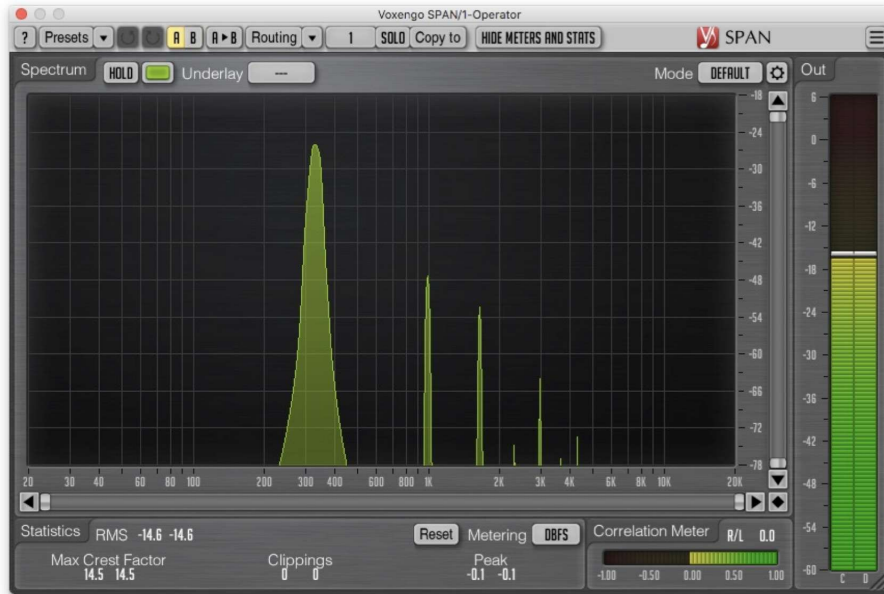 Voxengo SPAN/1-Operator
? Presets A B A▸B Routing 1 SOLO Copy to HIDE METERS AND STATS SPAN
Spectrum HOLD Underlay --- Mode DEFAULT Out
-18
-24
-30
-36
-42
-48
-54
-60
-66
-72
-78
20 30 40 60 80 100 200 300 400 600 800 1K 2K 3K 4K 6K 8K 10K 20K
6
0
-6
-12
-18
-24
-30
-36
-42
-48
-54
-60
C D
Statistics RMS -14.6 -14.6 Reset Metering DBFS
Max Crest Factor Clippings Peak
14.5 14.5 0 0 -0.1 -0.1
Correlation Meter R/L 0.0
-1.00 -0.50 0.00 0.50 1.00